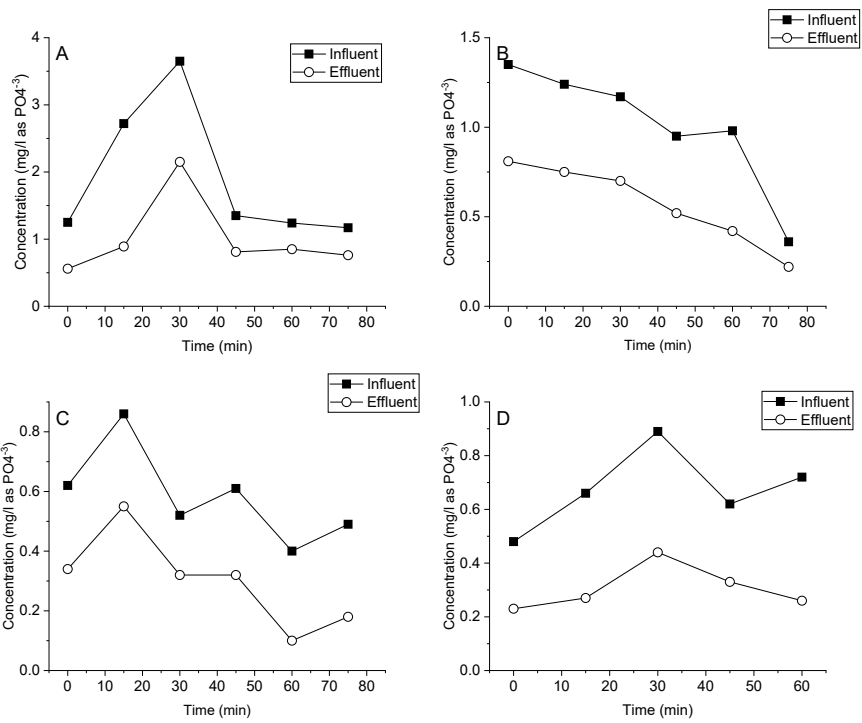 A
Influent
Effluent
4
3
2
1
0
Concentration (mg/l as PO4⁻³)
0 10 20 30 40 50 60 70 80
Time (min)
B
Influent
Effluent
1.5
1.0
0.5
0.0
Concentration (mg/l as PO4⁻³)
0 10 20 30 40 50 60 70 80
Time (min)
C
Influent
Effluent
0.8
0.6
0.4
0.2
0.0
Concentration (mg/l as PO4⁻³)
0 10 20 30 40 50 60 70 80
Time (min)
D
Influent
Effluent
1.0
0.8
0.6
0.4
0.2
0.0
Concentration (mg/l as PO4⁻³)
0 10 20 30 40 50 60
Time (min)